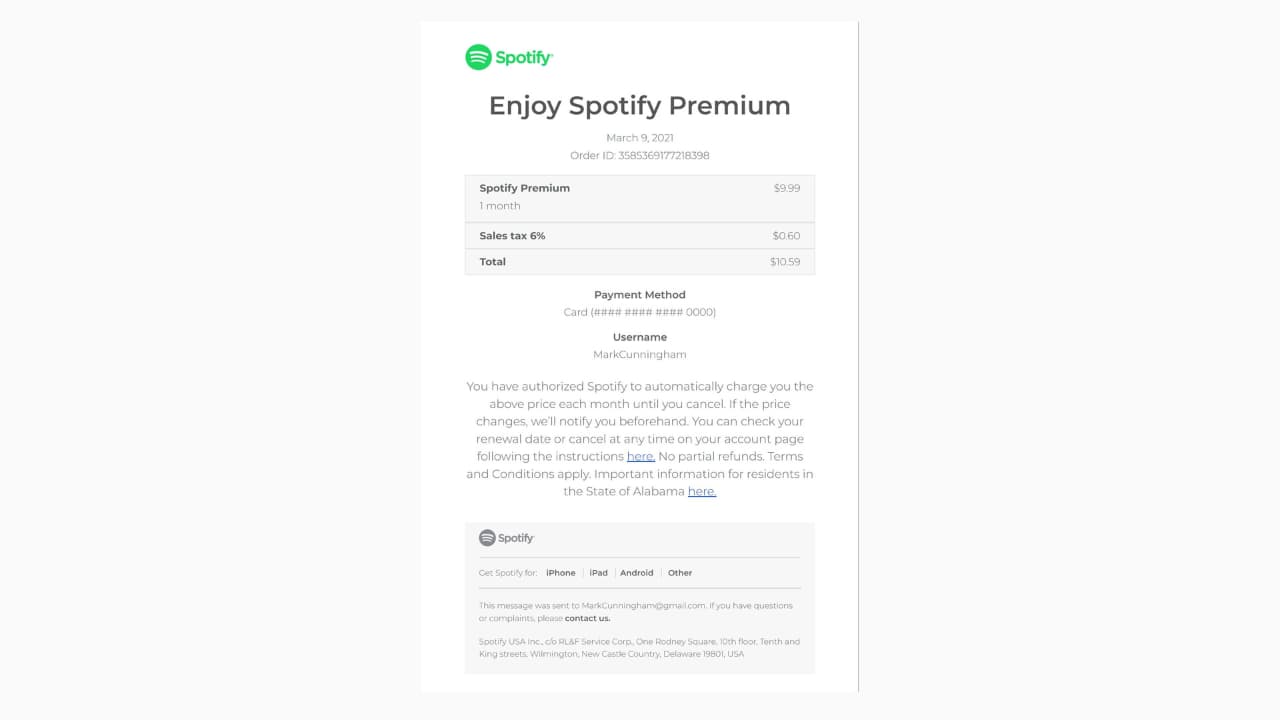 Spotify
Enjoy Spotify Premium
March 9, 2021
Order ID: 3585369177218398
Spotify Premium $9.99
1 month
Sales tax 6% $0.60
Total $10.59
Payment Method
Card (#### #### #### 0000)
Username
MarkCunningham
You have authorized Spotify to automatically charge you the
above price each month until you cancel. If the price
changes, we'll notify you beforehand. You can check your
renewal date or cancel at any time on your account page
following the instructions here. No partial refunds. Terms
and Conditions apply. Important information for residents in
the State of Alabama here.
Spotify
Get Spotify for: iPhone | iPad | Android | Other
This message was sent to MarkCunningham@gmail.com. If you have questions
or complaints, please contact us.
Spotify USA Inc., c/o RL&F Service Corp., One Rodney Square, 10th floor, Tenth and
King streets, Wilmington, New Castle Country, Delaware 19801, USA